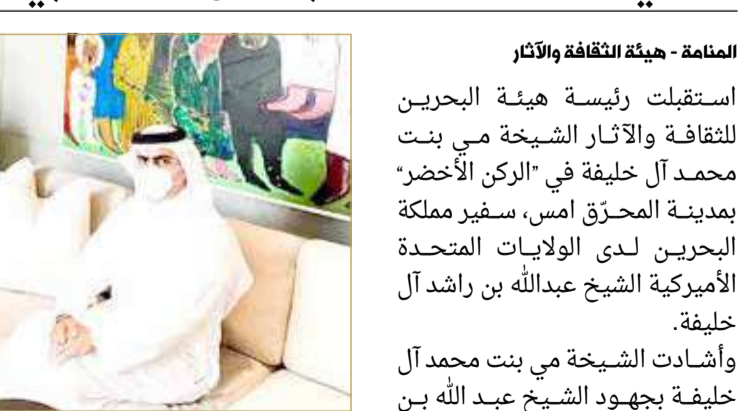 المنامة - هيئة الثقافة والآثار
استقبلت رئيسة هيئة البحرين
للثقافة والآثار الشيخة مي بنت
محمد آل خليفة في "الركن الأخضر"
بمدينة المحرّق امس، سفير مملكة
البحرين لدى الولايات المتحدة
الأميركية الشيخ عبدالله بن راشد آل
خليفة.
وأشادت الشيخة مي بنت محمد آل
خليفة بجهود الشيخ عبد الله بن